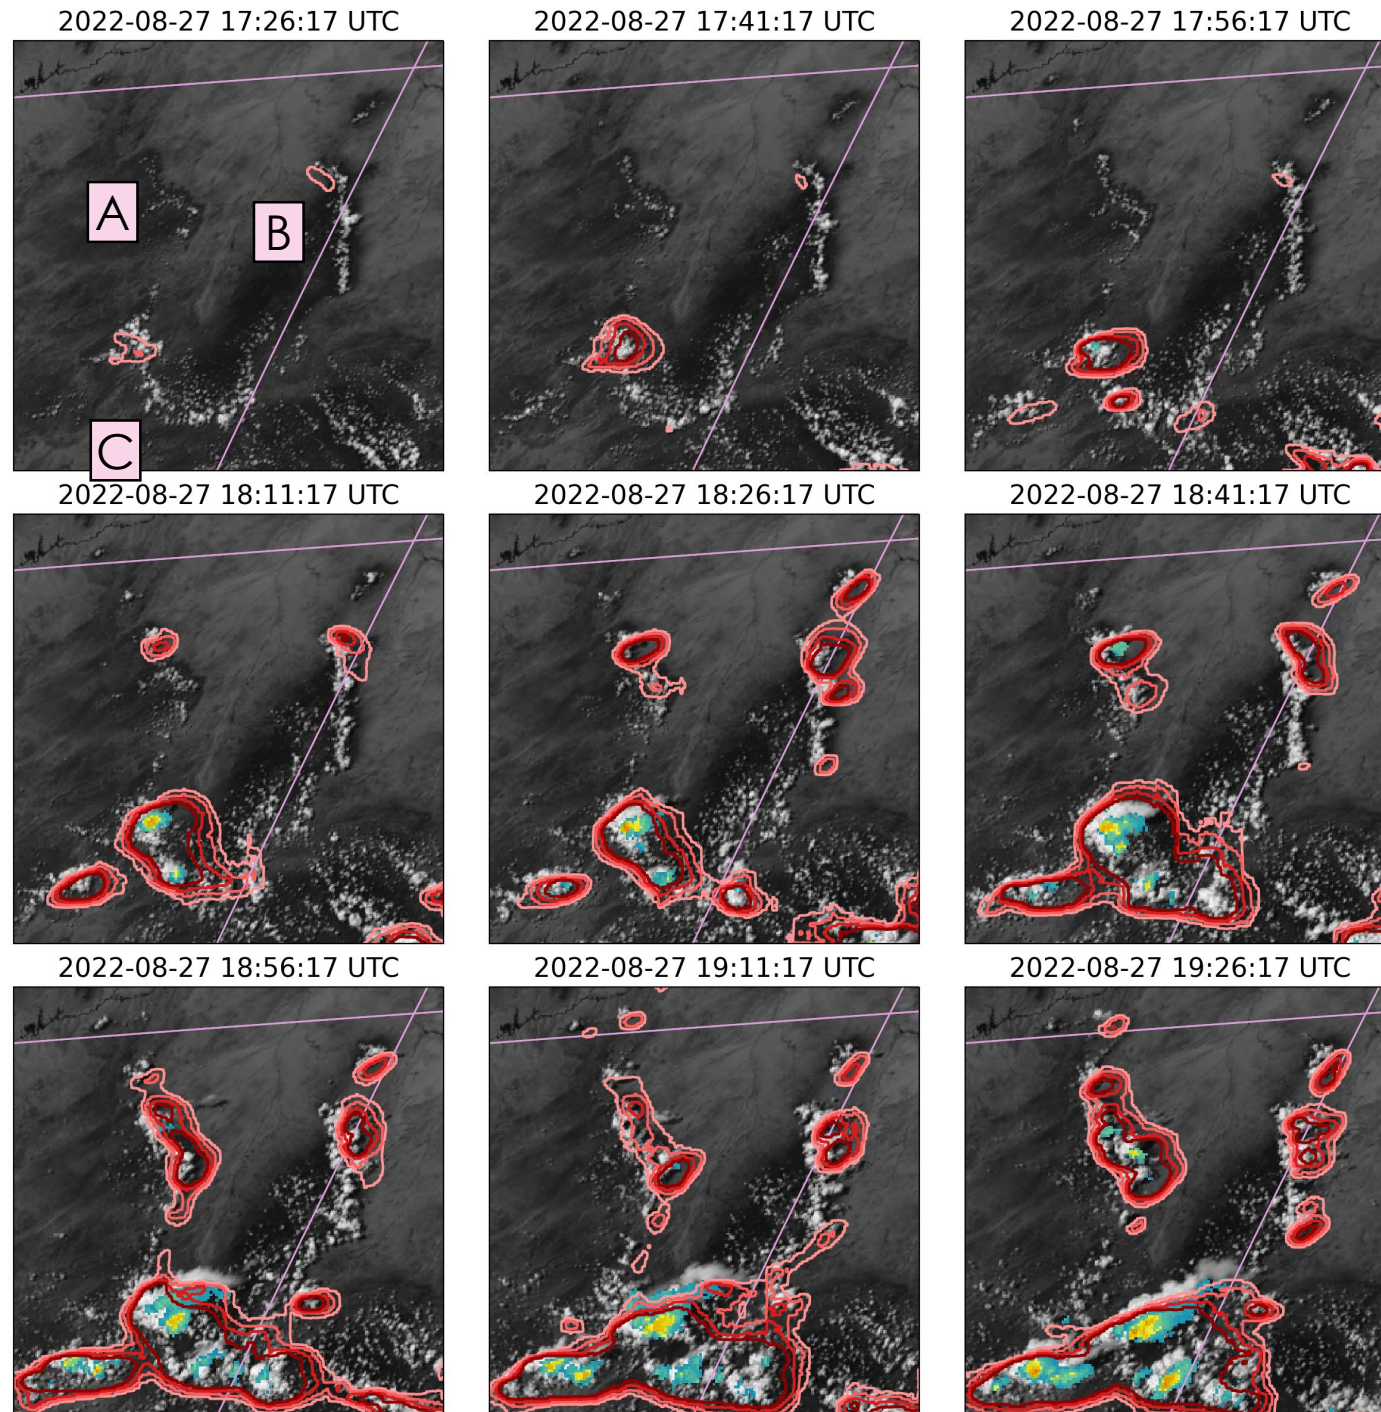 2022-08-27 17:26:17 UTC
2022-08-27 17:41:17 UTC
2022-08-27 17:56:17 UTC
A
B
C
2022-08-27 18:11:17 UTC
2022-08-27 18:26:17 UTC
2022-08-27 18:41:17 UTC
2022-08-27 18:56:17 UTC
2022-08-27 19:11:17 UTC
2022-08-27 19:26:17 UTC